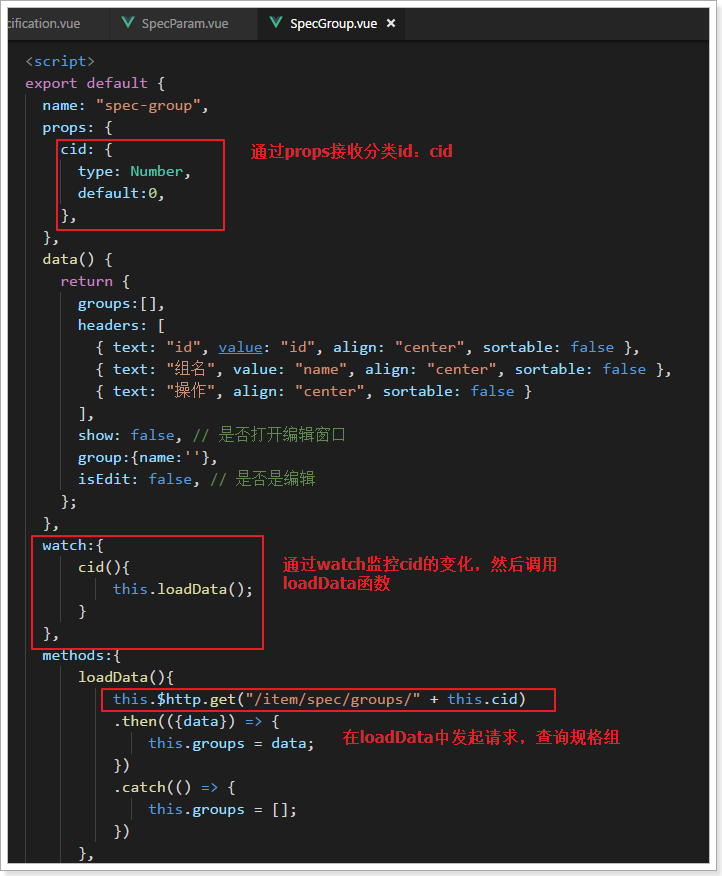 cification.vue SpecParam.vue SpecGroup.vue ×
<script>
export default {
name: "spec-group",
props: {
cid: { 通过props接收分类id：cid
type: Number,
default:0,
},
},
data() {
return {
groups:[],
headers: [
{ text: "id", value: "id", align: "center", sortable: false },
{ text: "组名", value: "name", align: "center", sortable: false },
{ text: "操作", align: "center", sortable: false }
],
show: false, // 是否打开编辑窗口
group:{name:''},
isEdit: false, // 是否是编辑
};
},
watch:{
cid(){ 通过watch监控cid的变化，然后调用
this.loadData(); loadData函数
}
},
methods:{
loadData(){
this.$http.get("/item/spec/groups/" + this.cid)
.then(({data}) => {
this.groups = data; 在loadData中发起请求，查询规格组
})
.catch(() => {
this.groups = [];
})
},